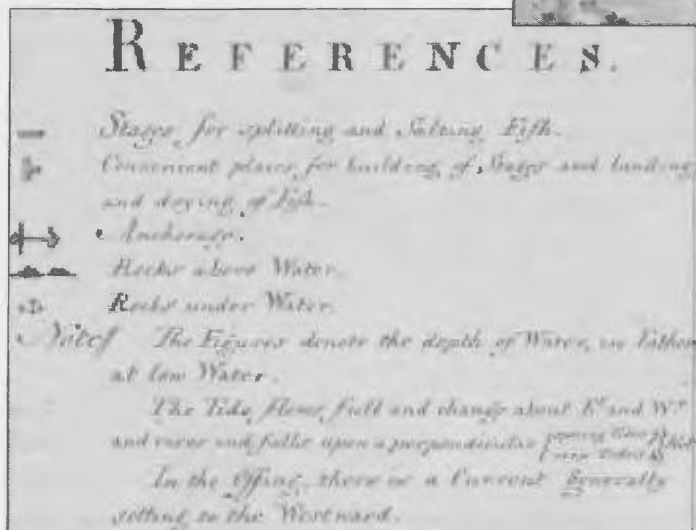 REFERENCES.
Stages for splitting and Salting Fish.
Convenient places for building of Stages and landing
and drying of Fish.
Anchorage.
Rocks above Water.
Rocks under Water.
Notes The Figures denote the depth of Water, in Fathom
at low Water.
The Tide flows full and change about E. and W.
and rises and falls upon a perpendicular
In the Offing, there is a Current Generally
setting to the Westward.